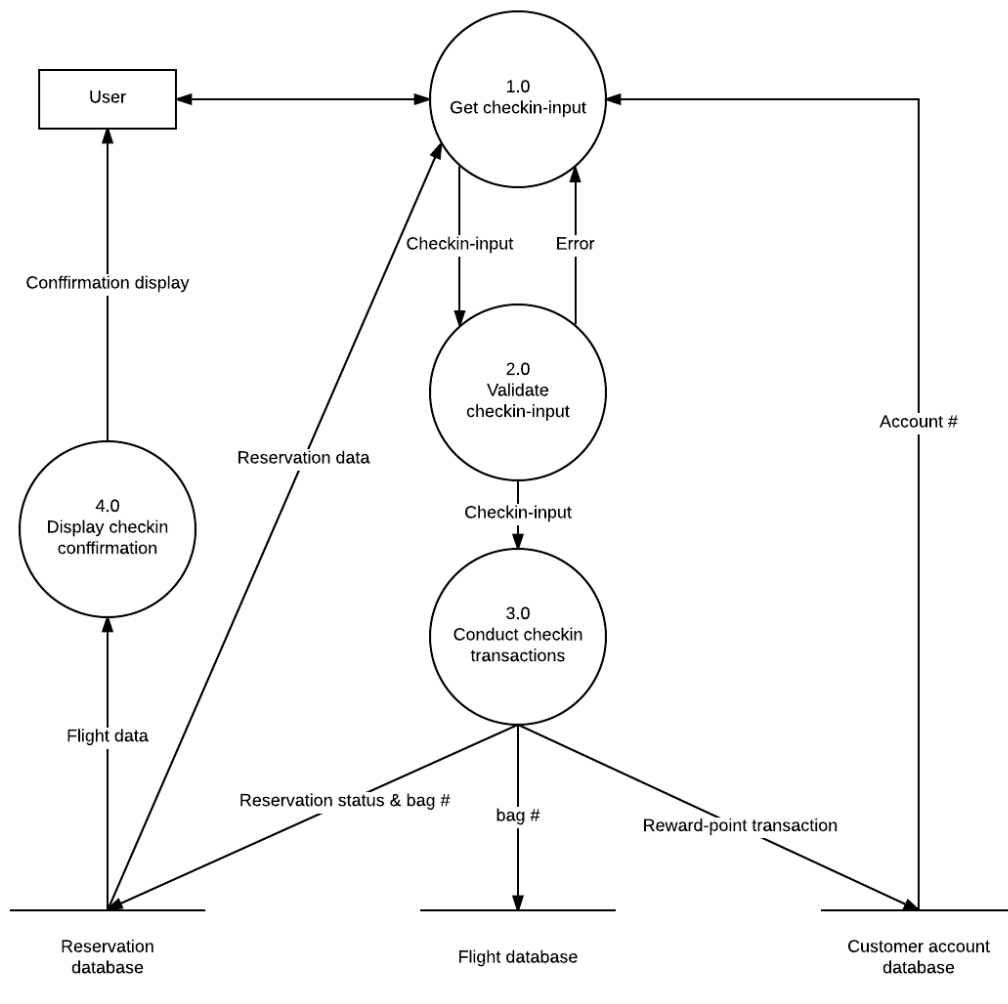 1.0
Get checkin-input
User
Checkin-input
Error
Conffirmation display
2.0
Validate
checkin-input
Account #
Reservation data
4.0
Display checkin
conffirmation
Checkin-input
3.0
Conduct checkin
transactions
Flight data
Reservation status & bag #
bag #
Reward-point transaction
Reservation
database
Flight database
Customer account
database